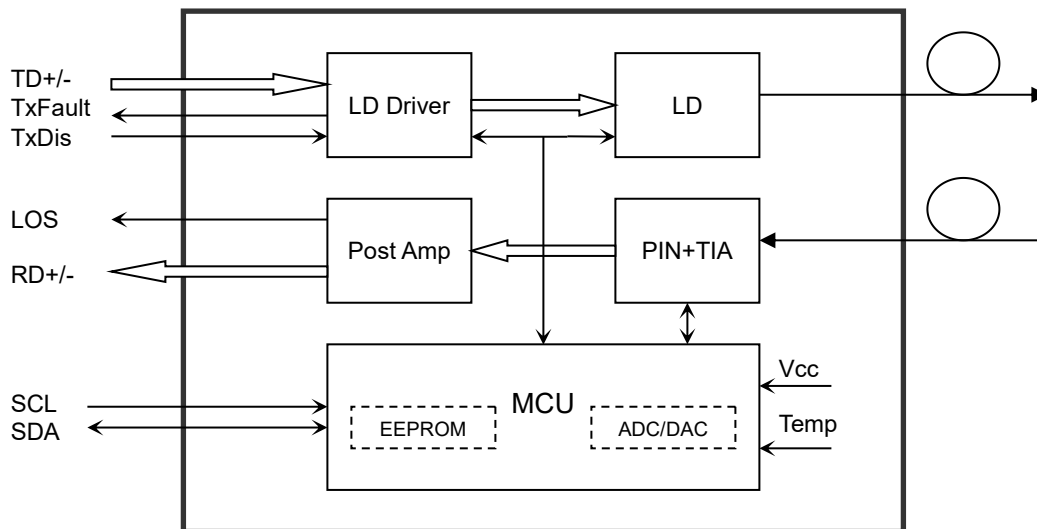 TD+/-
TxFault
TxDis
LD Driver
LD
LOS
RD+/-
Post Amp
PIN+TIA
SCL
SDA
MCU
EEPROM
ADC/DAC
Vcc
Temp